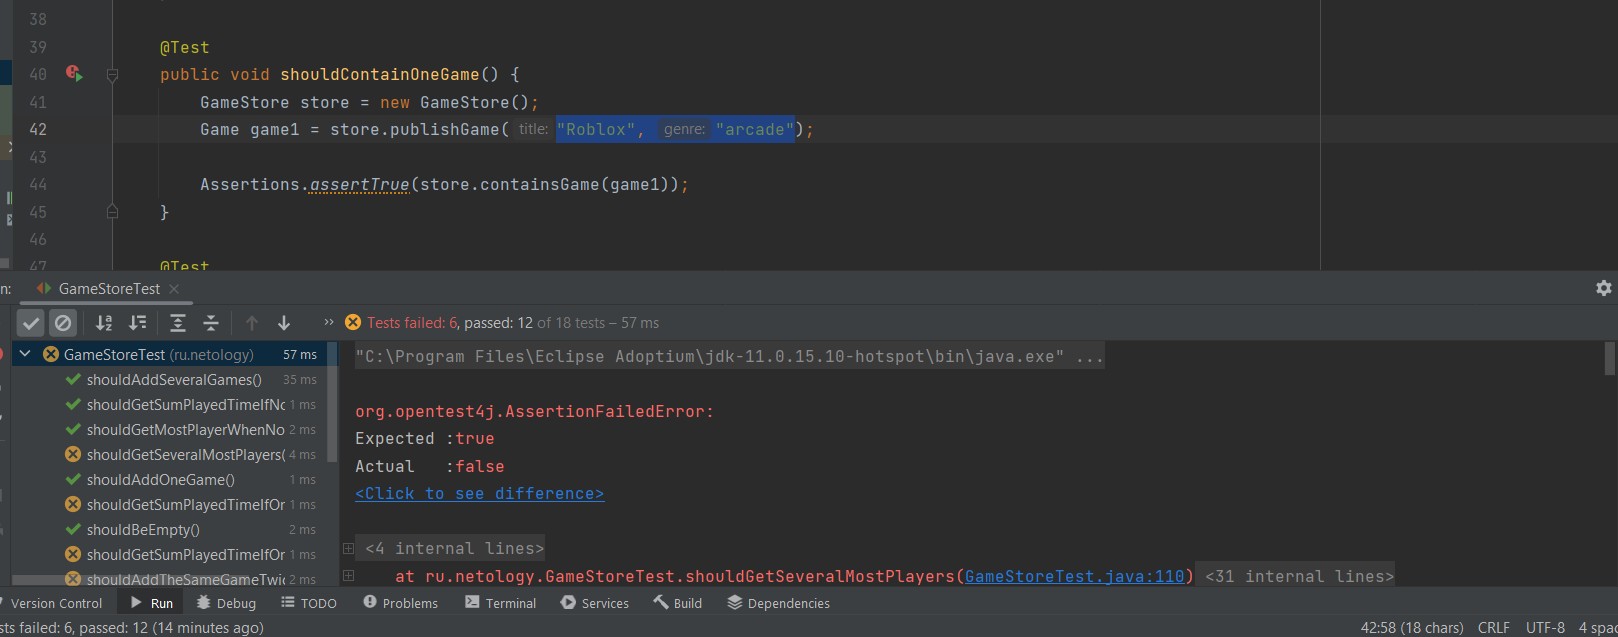 38
39 @Test
40 public void shouldContainOneGame() {
41 GameStore store = new GameStore();
42 Game game1 = store.publishGame( title: "Roblox", genre: "arcade");
43
44 Assertions.assertTrue(store.containsGame(game1));
45 }
46
47 @Test
n: GameStoreTest
Tests failed: 6, passed: 12 of 18 tests – 57 ms
GameStoreTest (ru.netology) 57 ms
shouldAddSeveralGames() 35 ms
shouldGetSumPlayedTimeIfNo 1 ms
shouldGetMostPlayerWhenNo 2 ms
shouldGetSeveralMostPlayers( 4 ms
shouldAddOneGame() 1 ms
shouldGetSumPlayedTimeIfOr 1 ms
shouldBeEmpty() 2 ms
shouldGetSumPlayedTimeIfOr 1 ms
shouldAddTheSameGameTwic 2 ms
"C:\Program Files\Eclipse Adoptium\jdk-11.0.15.10-hotspot\bin\java.exe" ...
org.opentest4j.AssertionFailedError:
Expected :true
Actual :false
<Click to see difference>
<4 internal lines>
at ru.netology.GameStoreTest.shouldGetSeveralMostPlayers(GameStoreTest.java:110) <31 internal lines>
Version Control Run Debug TODO Problems Terminal Services Build Dependencies
sts failed: 6, passed: 12 (14 minutes ago) 42:58 (18 chars) CRLF UTF-8 4 spac